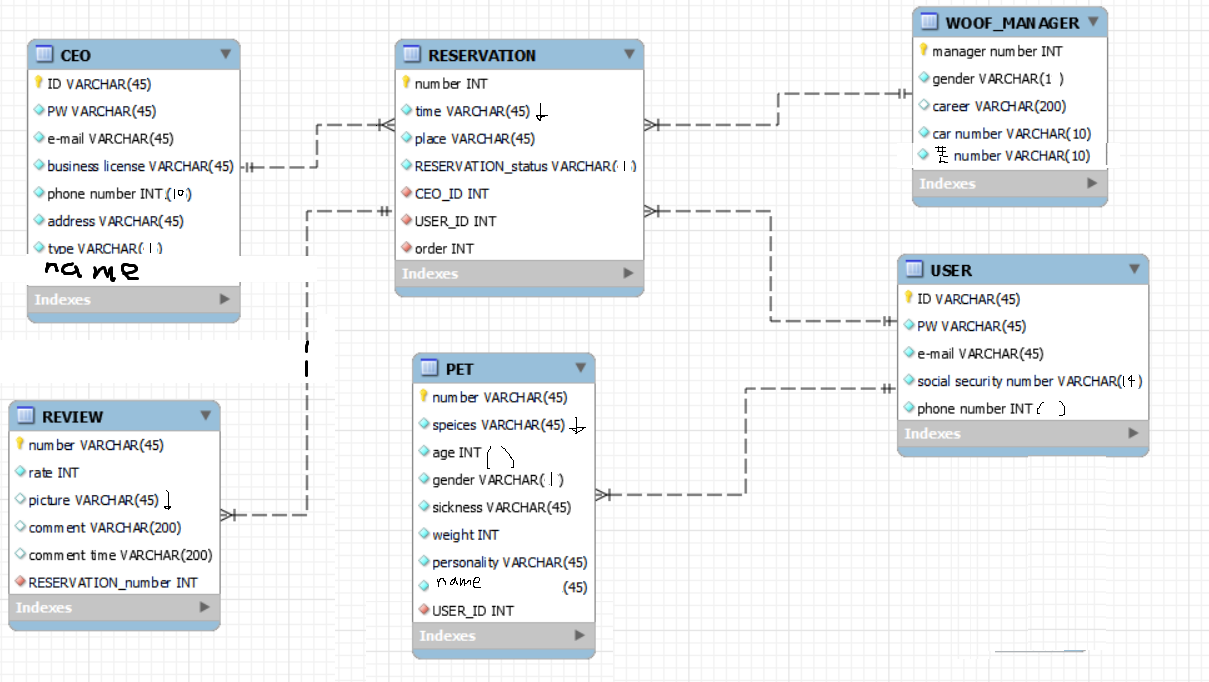 CEO
ID VARCHAR(45)
PW VARCHAR(45)
e-mail VARCHAR(45)
business license VARCHAR(45)
phone number INT (10)
address VARCHAR(45)
type VARCHAR(1)
name
Indexes
RESERVATION
number INT
time VARCHAR(45) ↓
place VARCHAR(45)
RESERVATION_status VARCHAR(1)
CEO_ID INT
USER_ID INT
order INT
Indexes
WOOF_MANAGER
manager number INT
gender VARCHAR(1 )
career VARCHAR(200)
car number VARCHAR(10)
폰 number VARCHAR(10)
Indexes
USER
ID VARCHAR(45)
PW VARCHAR(45)
e-mail VARCHAR(45)
social security number VARCHAR(14)
phone number INT ( )
Indexes
PET
number VARCHAR(45)
speices VARCHAR(45) ↓
age INT ( )
gender VARCHAR(1)
sickness VARCHAR(45)
weight INT
personality VARCHAR(45)
name (45)
USER_ID INT
Indexes
REVIEW
number VARCHAR(45)
rate INT
picture VARCHAR(45) ↓
comment VARCHAR(200)
comment time VARCHAR(200)
RESERVATION_number INT
Indexes